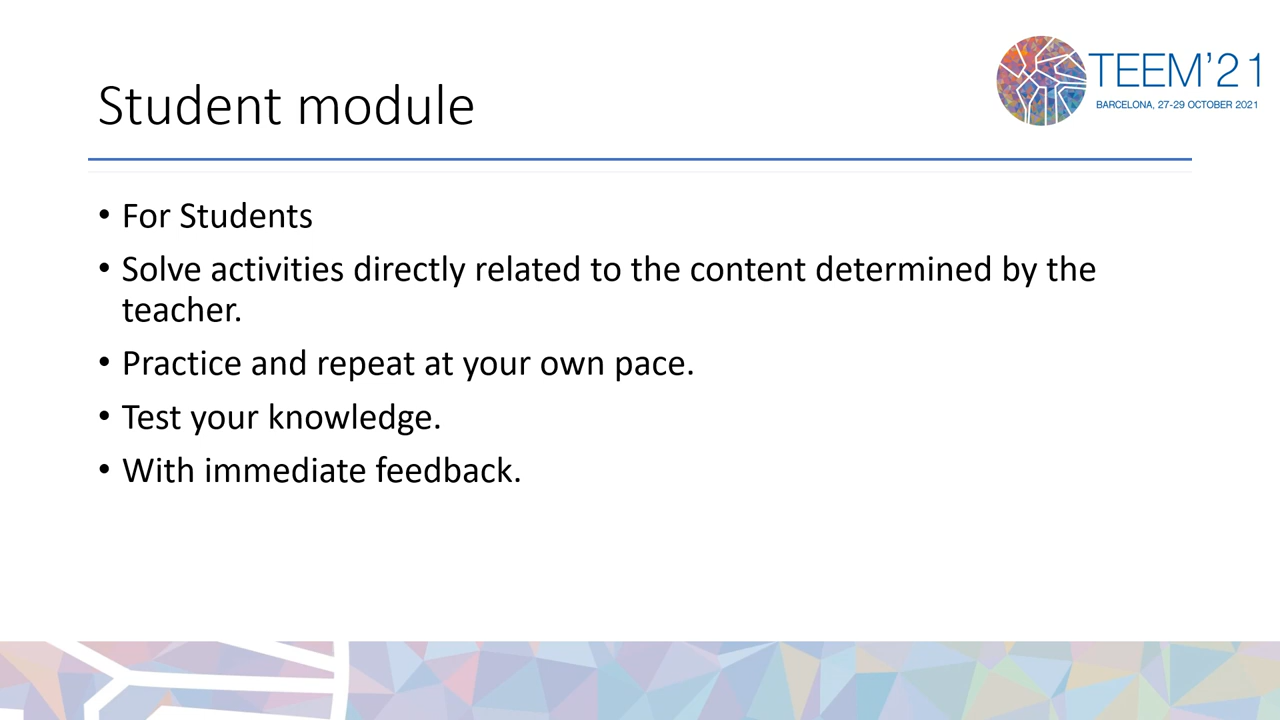 TEEM’21
BARCELONA, 27-29 OCTOBER 2021
Student module
• For Students
• Solve activities directly related to the content determined by the
teacher.
• Practice and repeat at your own pace.
• Test your knowledge.
• With immediate feedback.